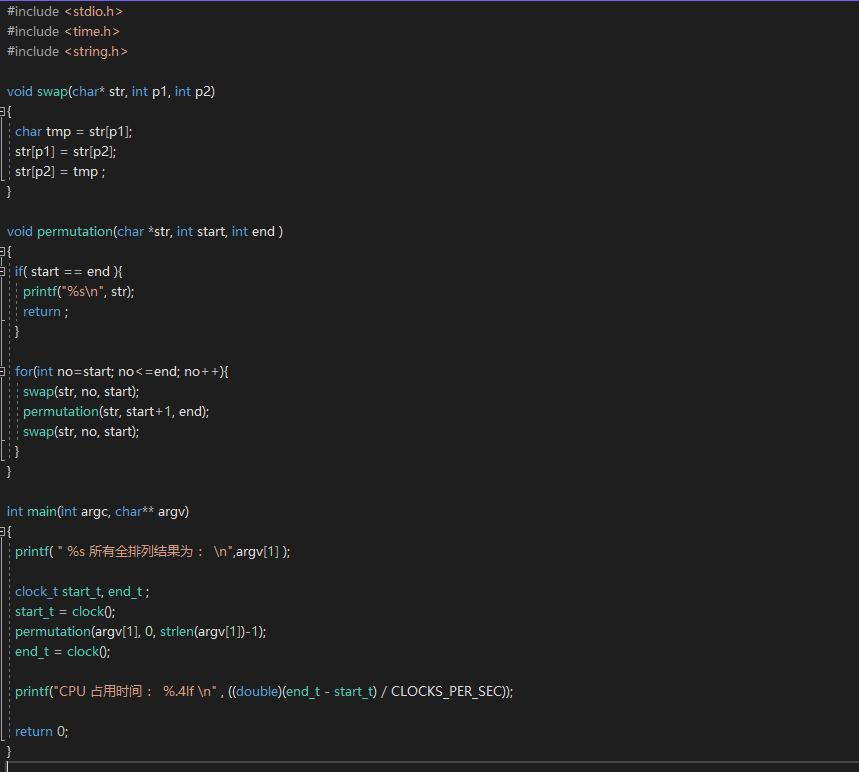 #include <stdio.h>
#include <time.h>
#include <string.h>
void swap(char* str, int p1, int p2)
{
char tmp = str[p1];
str[p1] = str[p2];
str[p2] = tmp ;
}
void permutation(char *str, int start, int end )
{
if( start == end ){
printf("%s\n", str);
return ;
}
for(int no=start; no<=end; no++){
swap(str, no, start);
permutation(str, start+1, end);
swap(str, no, start);
}
}
int main(int argc, char** argv)
{
printf( " %s 所有全排列结果为： \n",argv[1] );
clock_t start_t, end_t ;
start_t = clock();
permutation(argv[1], 0, strlen(argv[1])-1);
end_t = clock();
printf("CPU 占用时间： %.4lf \n" , ((double)(end_t - start_t) / CLOCKS_PER_SEC));
return 0;
}